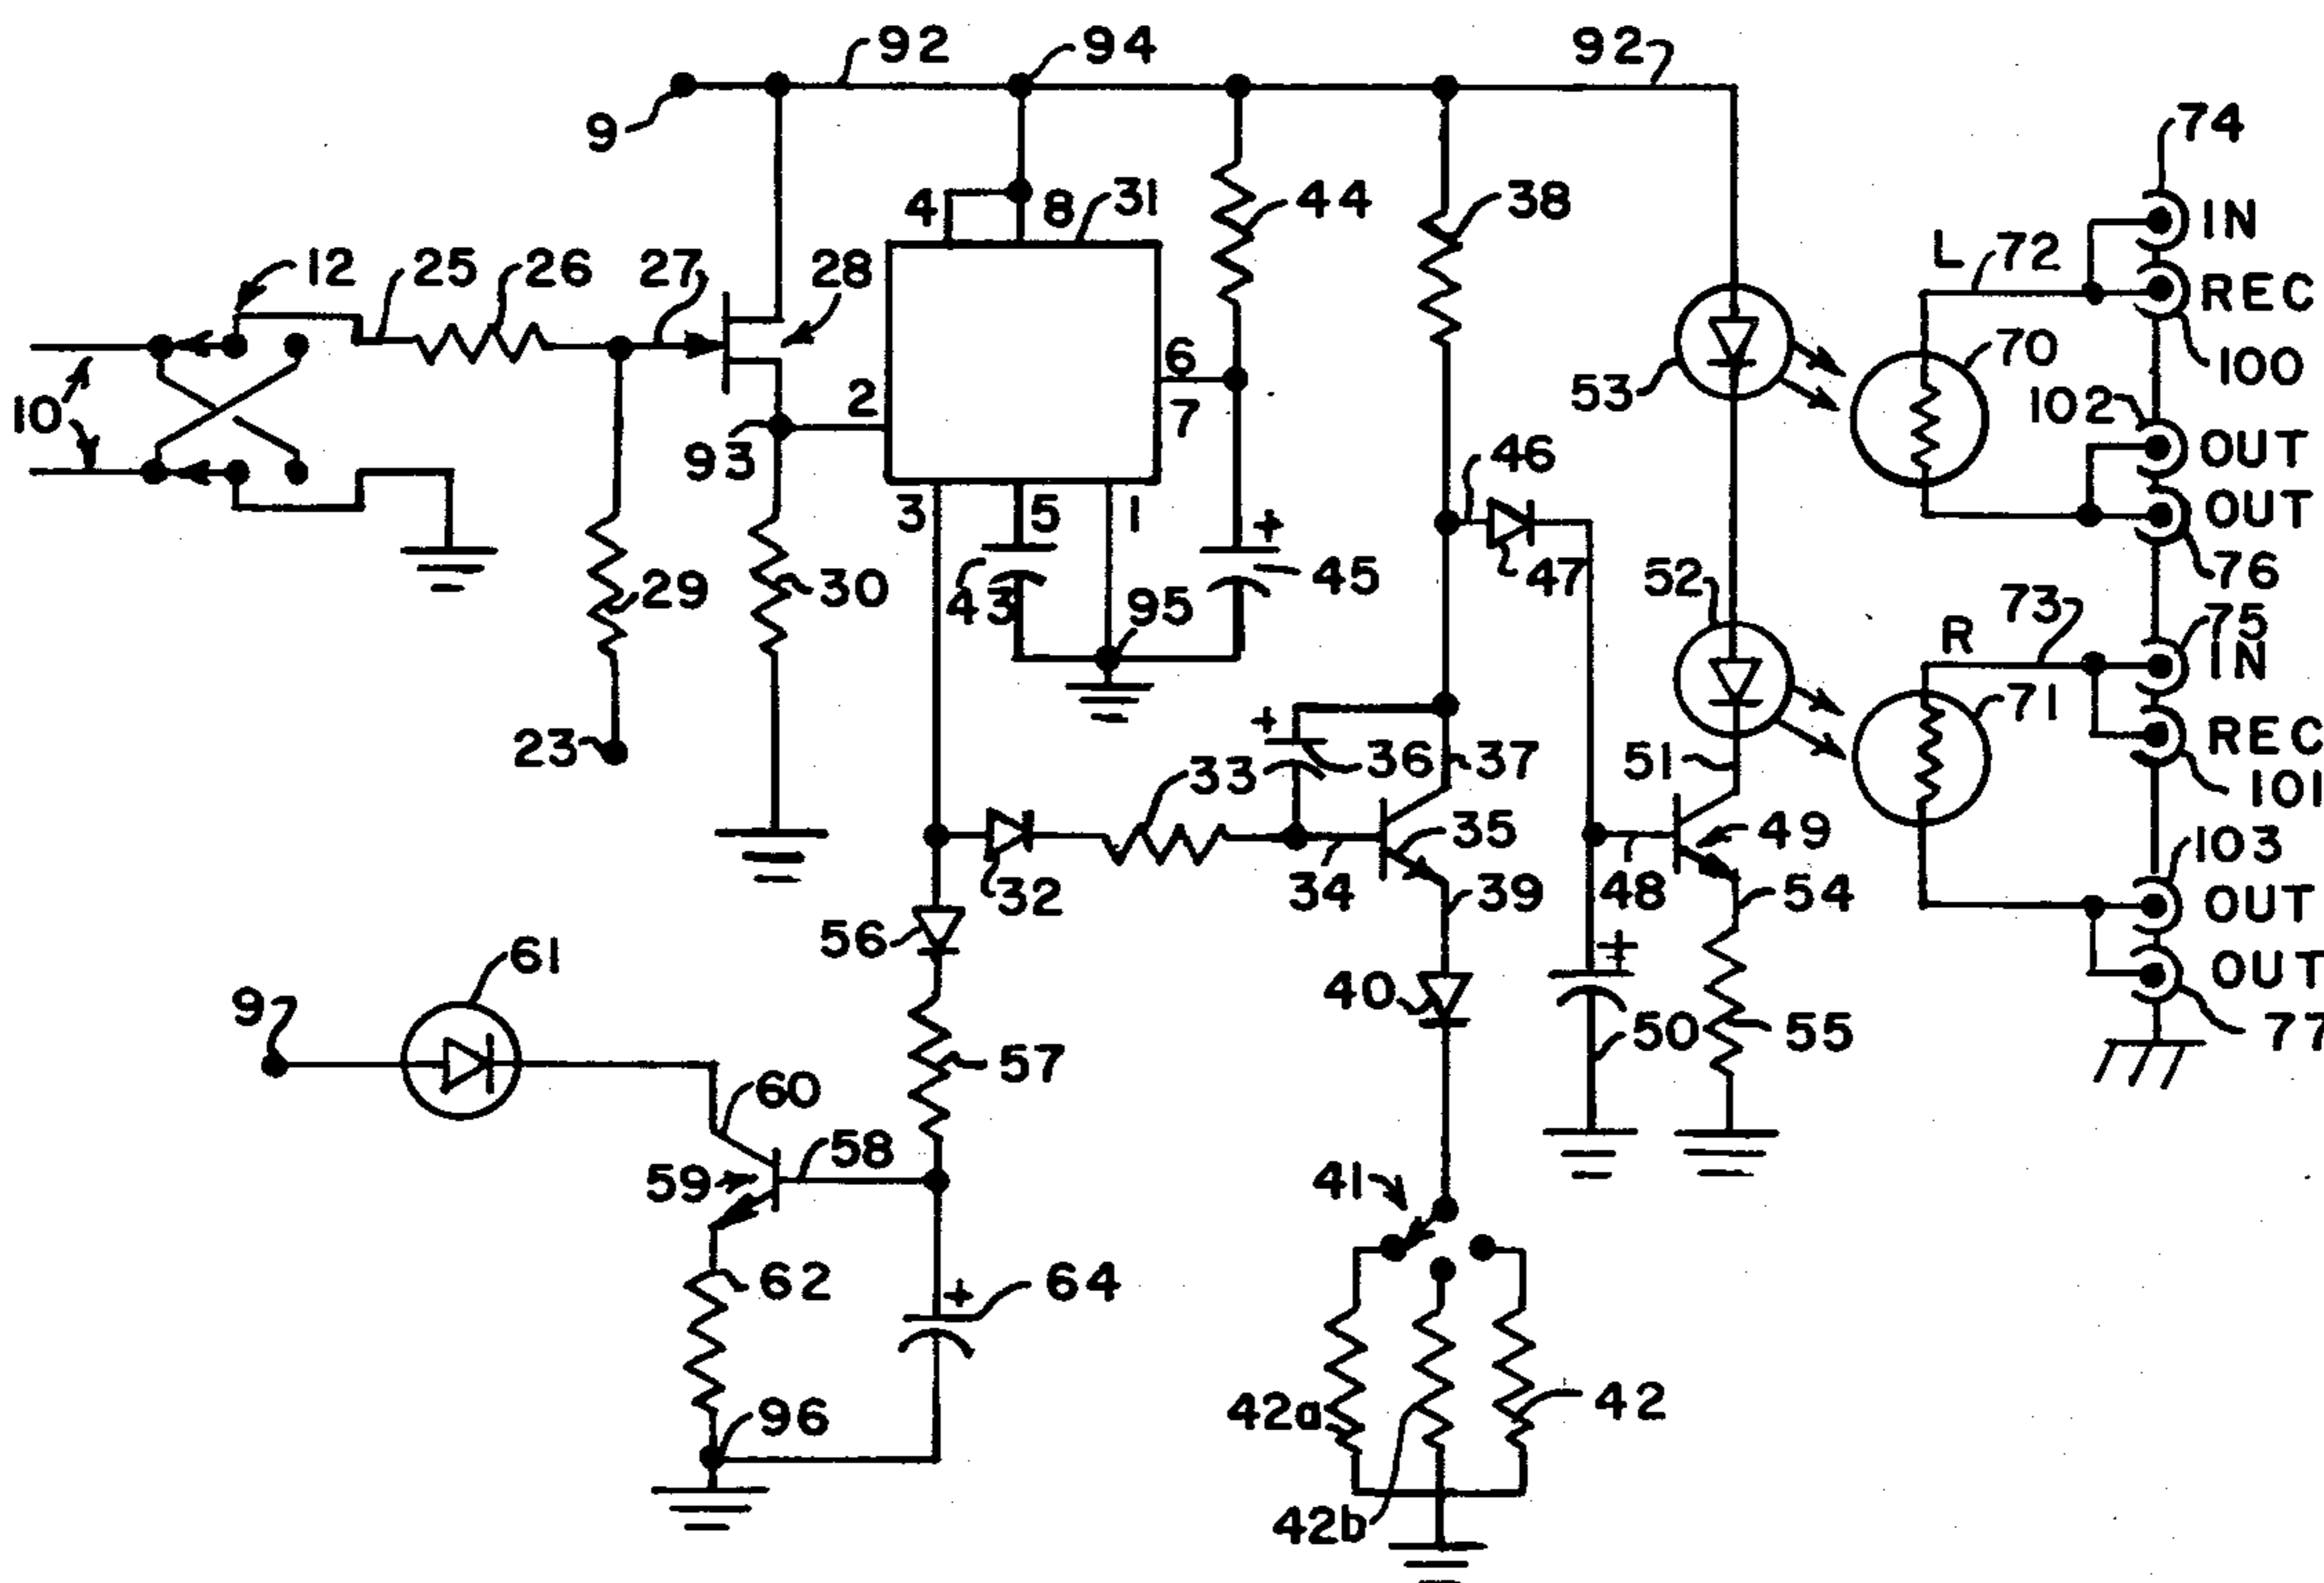 92 94 92
9
74
4 8 31 44 38 IN
12 25 26 27 28 L 72 REC
6 53 70 100
10 2 7 102
93 46 OUT
3 5 1 + OUT
29 30 43 95 45 47 52 76
73 75
R IN
23 + 33 36 37 51 71 REC
101
35 49 103
32 34 39 48 54 OUT
56 +
61 OUT
9 40
57 50 55 77
60
58
59 41
62 + 64
42a 42
96
42b